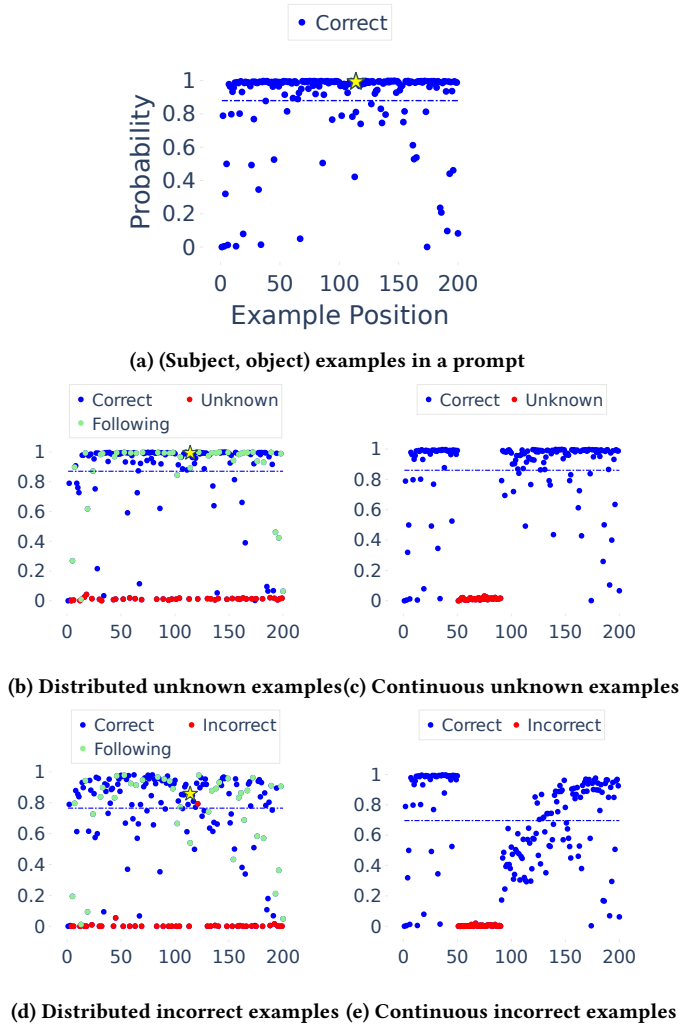 Correct
1
0.8
0.6
0.4
0.2
0
Probability
0 50 100 150 200
Example Position
(a) (Subject, object) examples in a prompt
Correct Unknown
Following
1
0.8
0.6
0.4
0.2
0
0 50 100 150 200
(b) Distributed unknown examples
Correct Unknown
1
0.8
0.6
0.4
0.2
0
0 50 100 150 200
(c) Continuous unknown examples
Correct Incorrect
Following
1
0.8
0.6
0.4
0.2
0
0 50 100 150 200
(d) Distributed incorrect examples
Correct Incorrect
1
0.8
0.6
0.4
0.2
0
0 50 100 150 200
(e) Continuous incorrect examples